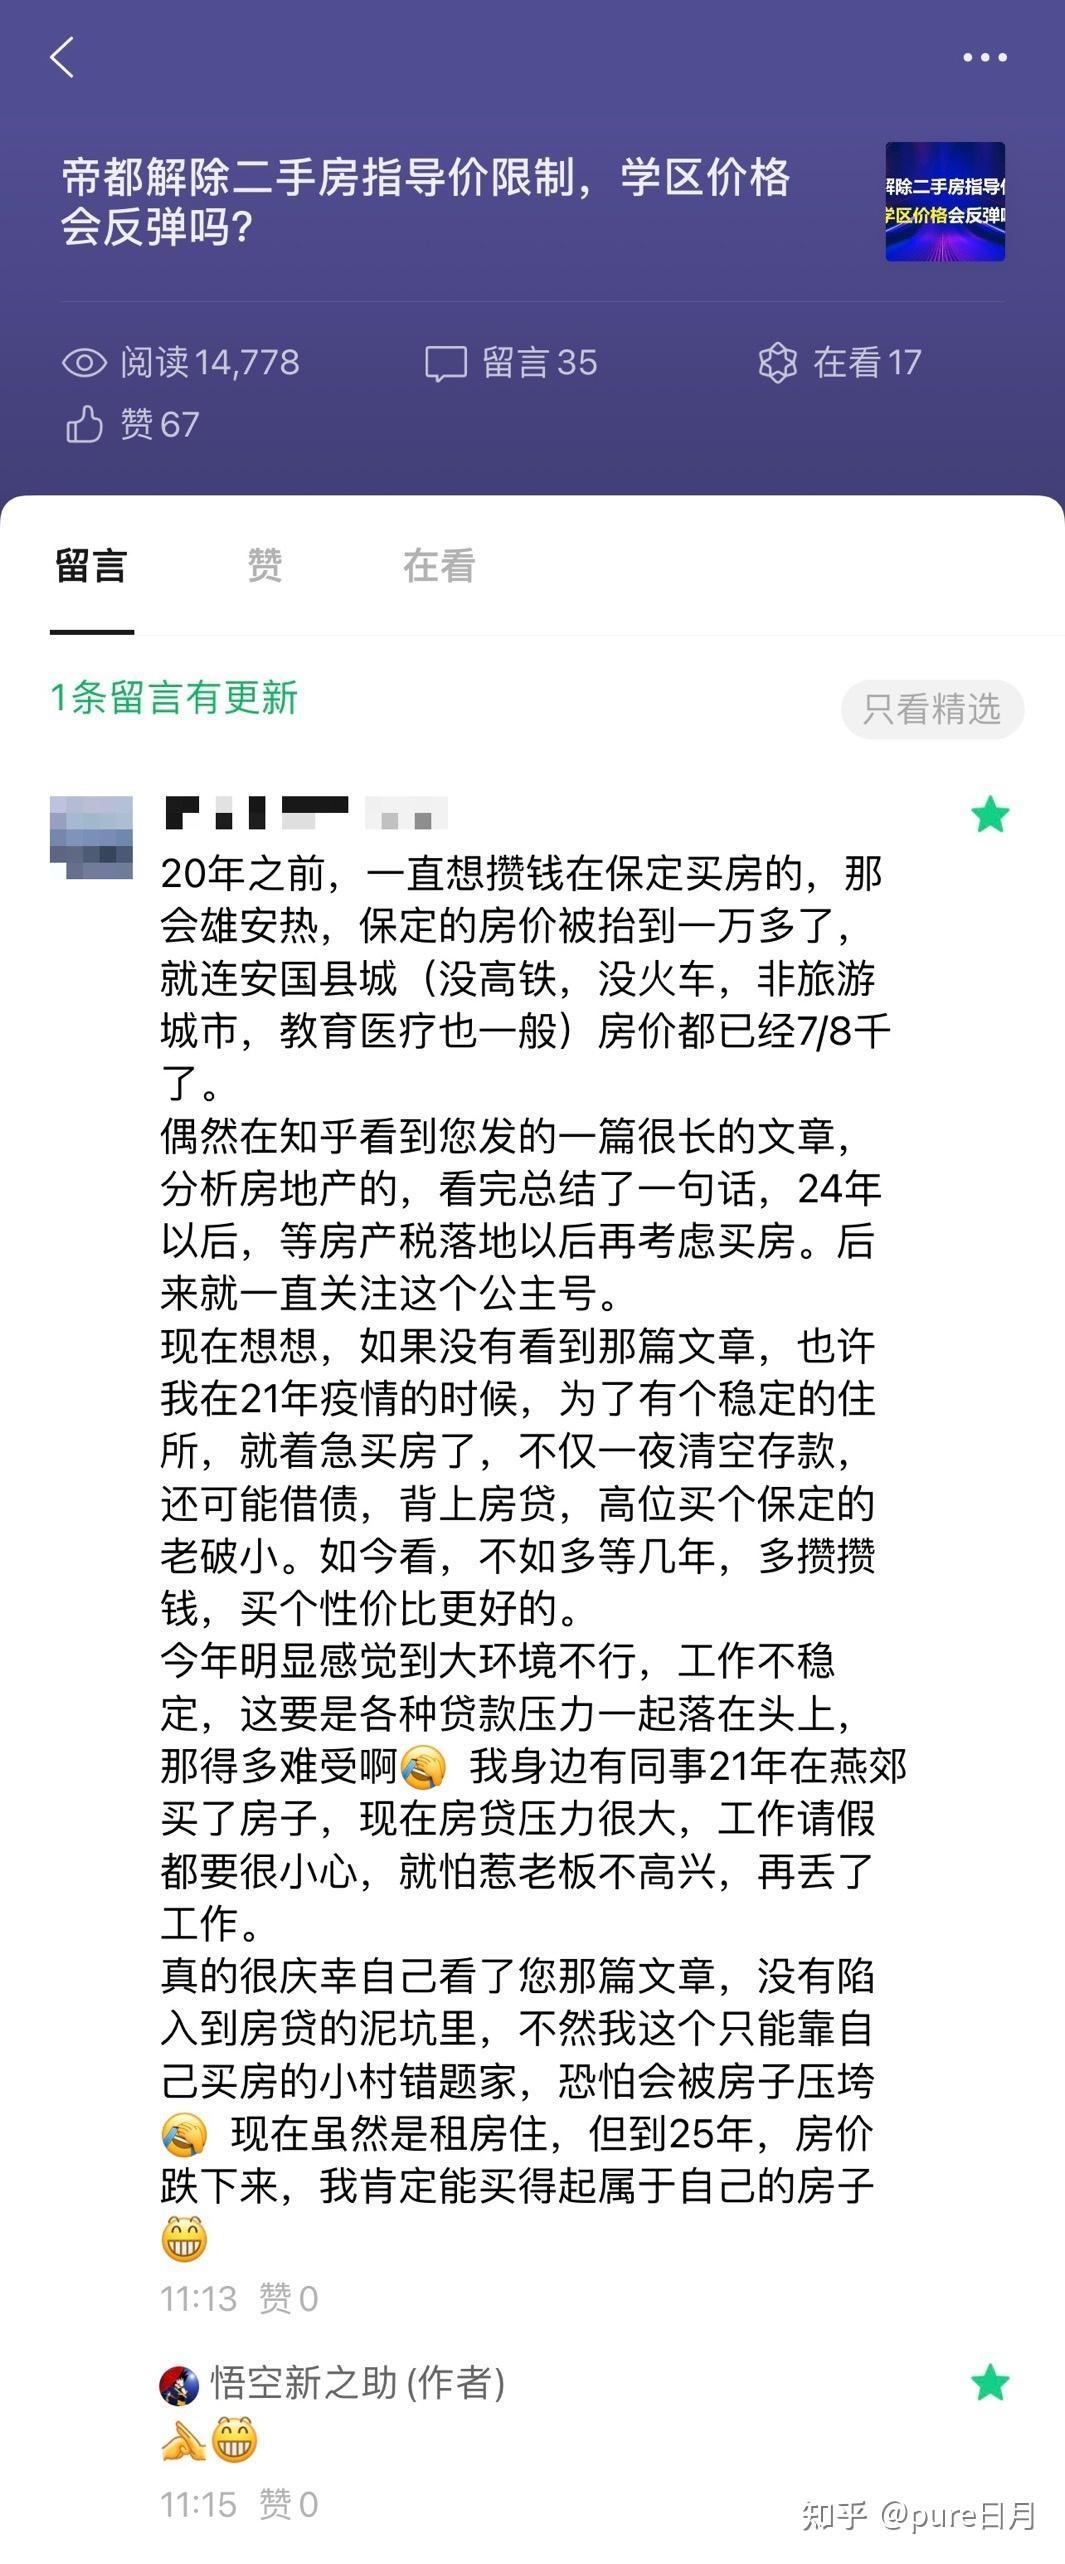 帝都解除二手房指导价限制，学区价格
会反弹吗？
解除二手房指导
学区价格会反弹
阅读 14,778
留言 35
在看 17
赞 67
留言
赞
在看
1条留言有更新
只看精选
20年之前，一直想攒钱在保定买房的，那
会雄安热，保定的房价被抬到一万多了，
就连安国县城（没高铁，没火车，非旅游
城市，教育医疗也一般）房价都已经7/8千
了。
偶然在知乎看到您发的一篇很长的文章，
分析房地产的，看完总结了一句话，24年
以后，等房产税落地以后再考虑买房。后
来就一直关注这个公主号。
现在想想，如果没有看到那篇文章，也许
我在21年疫情的时候，为了有个稳定的住
所，就着急买房了，不仅一夜清空存款，
还可能借债，背上房贷，高位买个保定的
老破小。如今看，不如多等几年，多攒攒
钱，买个性价比更好的。
今年明显感觉到大环境不行，工作不稳
定，这要是各种贷款压力一起落在头上，
那得多难受啊🤦 我身边有同事21年在燕郊
买了房子，现在房贷压力很大，工作请假
都要很小心，就怕惹老板不高兴，再丢了
工作。
真的很庆幸自己看了您那篇文章，没有陷
入到房贷的泥坑里，不然我这个只能靠自
己买房的小村错题家，恐怕会被房子压垮
🤦 现在虽然是租房住，但到25年，房价
跌下来，我肯定能买得起属于自己的房子
😁
11:13 赞 0
悟空新之助 (作者)
11:15 赞 0
知乎 @pure日月